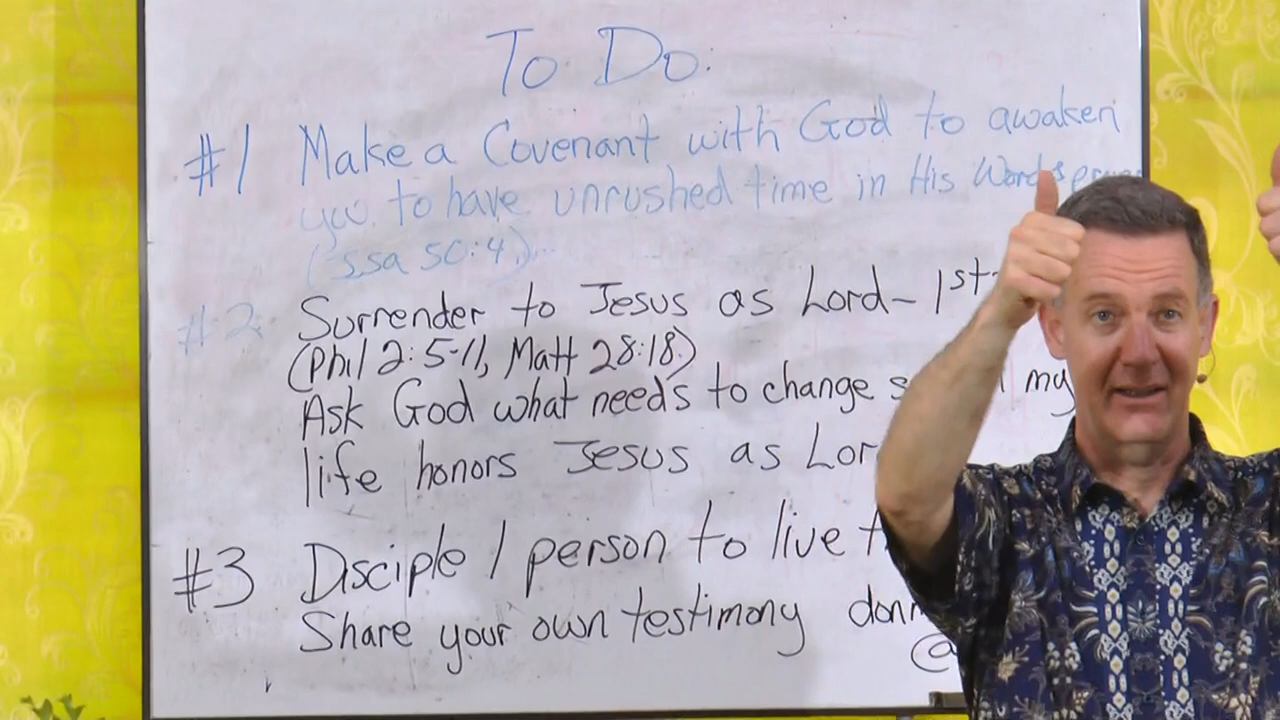 To Do:
#1 Make a Covenant with God to awaken
you to have unrushed time in His Word &
(Isa 50:4)
#2 Surrender to Jesus as Lord - 1st
(Phil 2:5-11, Matt 28:18)
Ask God what needs to change my
life honors Jesus as Lor
#3 Disciple 1 person to live
Share your own testimony
@